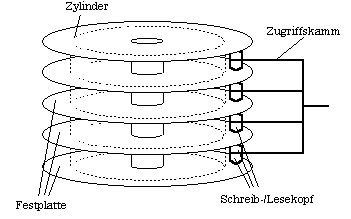 Zylinder
Zugriffskamm
Festplatte
Schreib-/Lesekopf